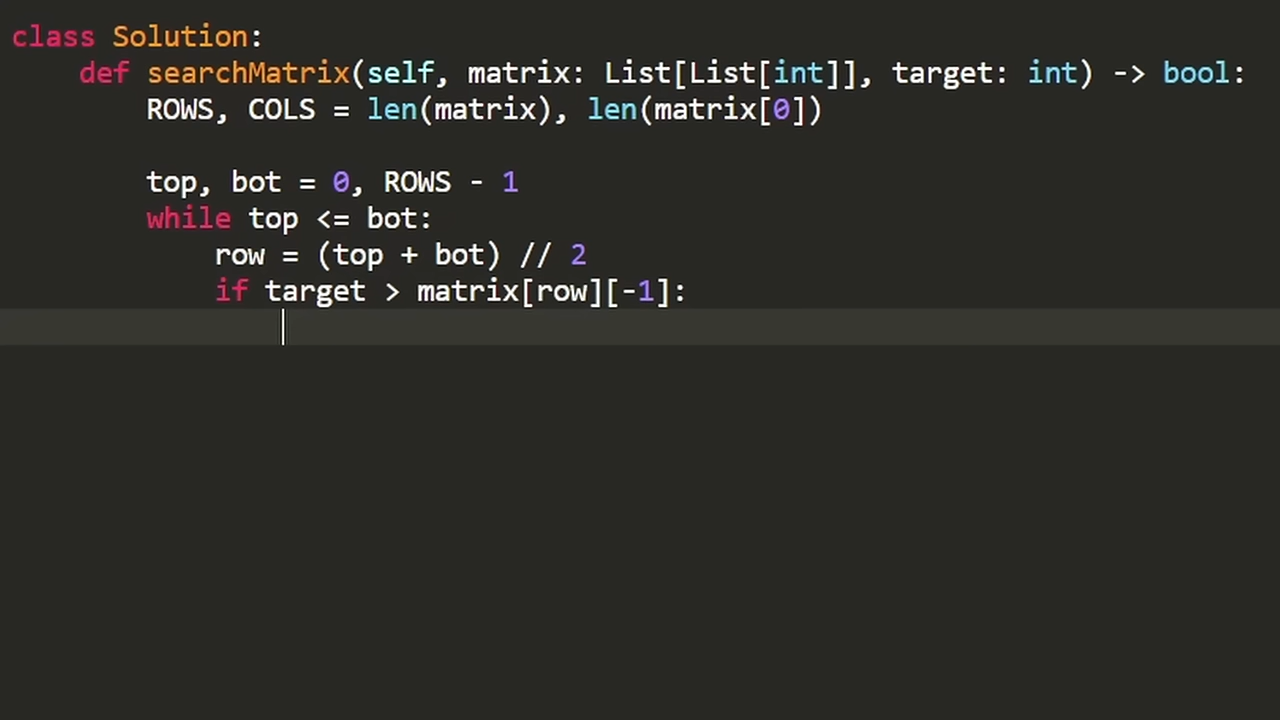 class Solution:
    def searchMatrix(self, matrix: List[List[int]], target: int) -> bool:
        ROWS, COLS = len(matrix), len(matrix[0])

        top, bot = 0, ROWS - 1
        while top <= bot:
            row = (top + bot) // 2
            if target > matrix[row][-1]: